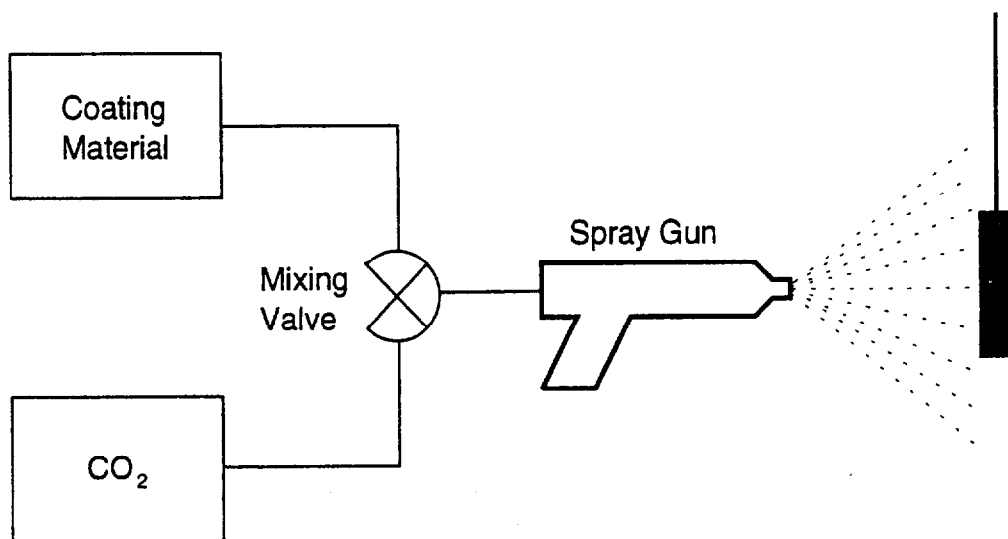 Coating
Material
Spray Gun
Mixing
Valve
CO₂